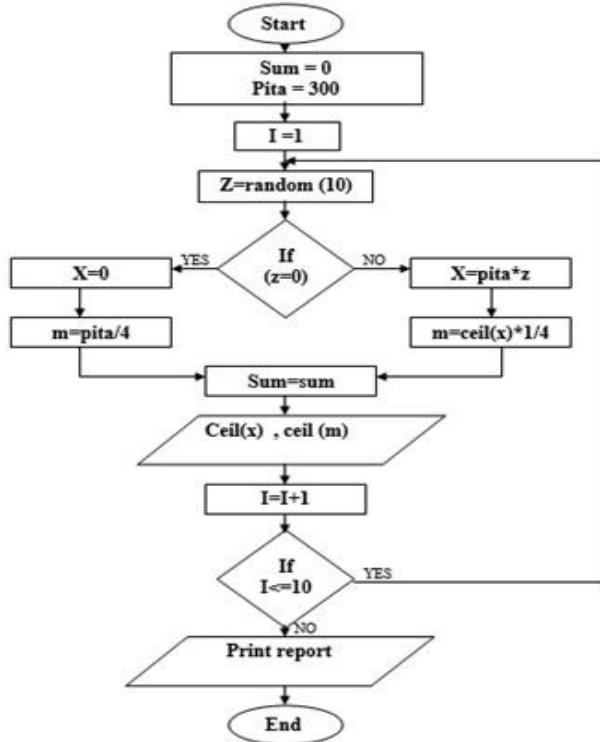 Start
Sum = 0
Pita = 300
I =1
Z=random (10)
If
(z=0)
YES
NO
X=0
X=pita*z
m=pita/4
m=ceil(x)*1/4
Sum=sum
Ceil(x) , ceil (m)
I=I+1
If
I<=10
YES
NO
Print report
End